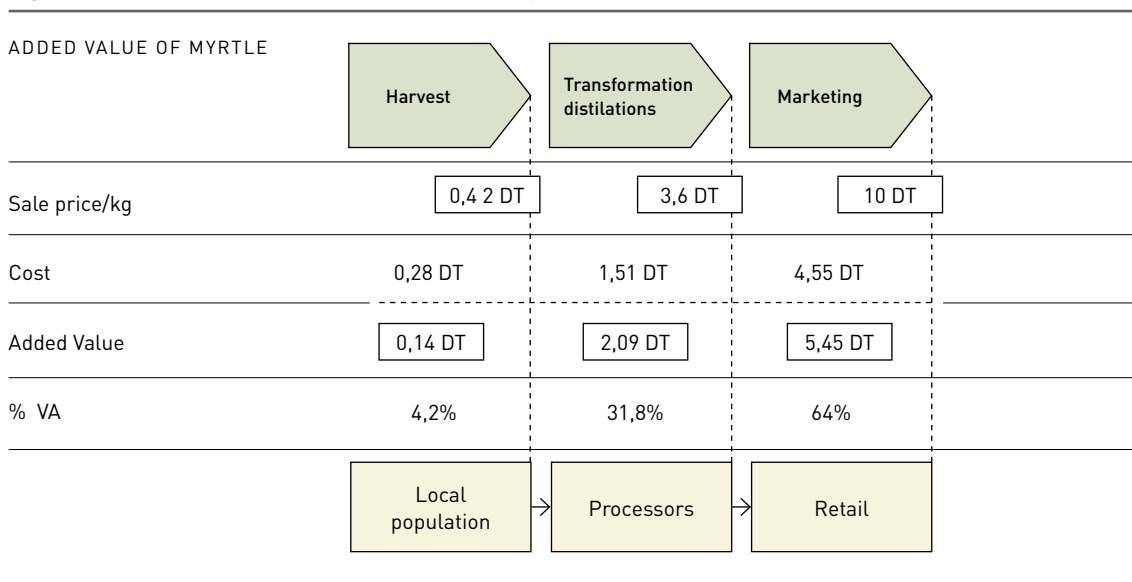 ADDED VALUE OF MYRTLE
Harvest
Transformation
distilations
Marketing
Sale price/kg
0,4 2 DT
3,6 DT
10 DT
Cost
0,28 DT
1,51 DT
4,55 DT
Added Value
0,14 DT
2,09 DT
5,45 DT
% VA
4,2%
31,8%
64%
Local
population
Processors
Retail